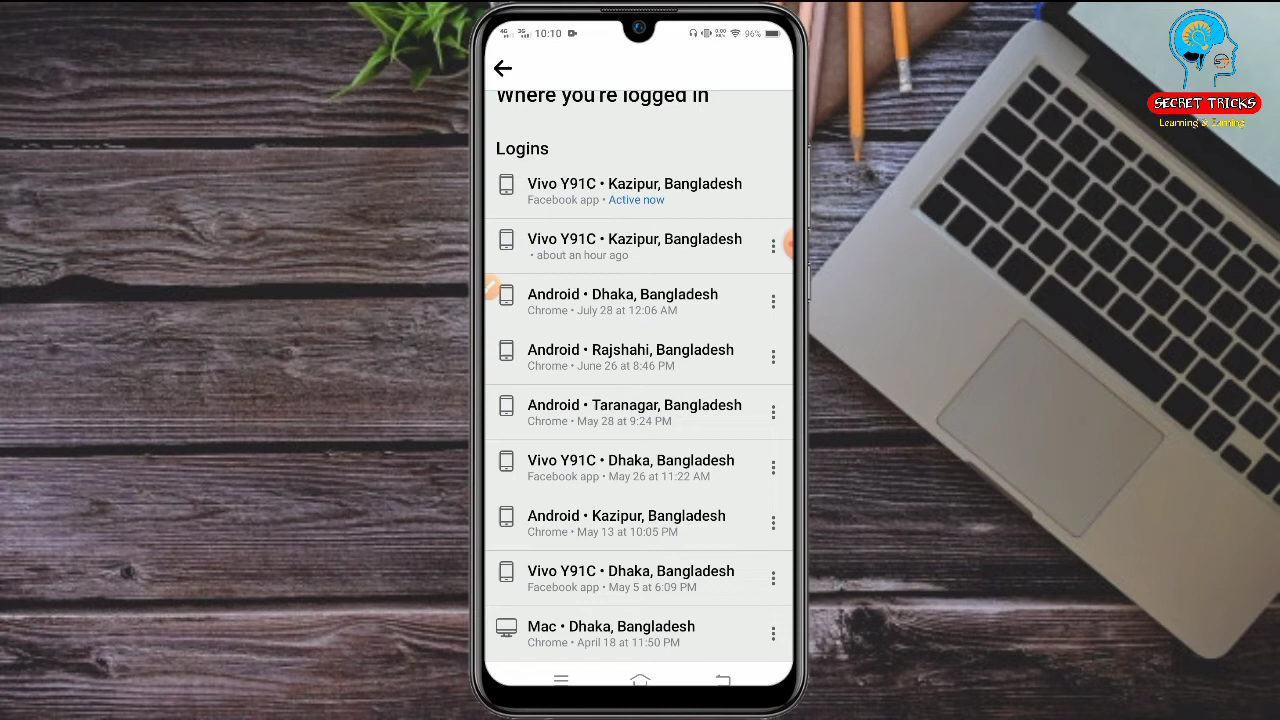 4G 3G 10:10 0.00 KB/s 96%
Where you're logged in
Logins
Vivo Y91C • Kazipur, Bangladesh
Facebook app • Active now
Vivo Y91C • Kazipur, Bangladesh
• about an hour ago
Android • Dhaka, Bangladesh
Chrome • July 28 at 12:06 AM
Android • Rajshahi, Bangladesh
Chrome • June 26 at 8:46 PM
Android • Taranagar, Bangladesh
Chrome • May 28 at 9:24 PM
Vivo Y91C • Dhaka, Bangladesh
Facebook app • May 26 at 11:22 AM
Android • Kazipur, Bangladesh
Chrome • May 13 at 10:05 PM
Vivo Y91C • Dhaka, Bangladesh
Facebook app • May 5 at 6:09 PM
Mac • Dhaka, Bangladesh
Chrome • April 18 at 11:50 PM
SECRET TRICKS
Learning & Earning